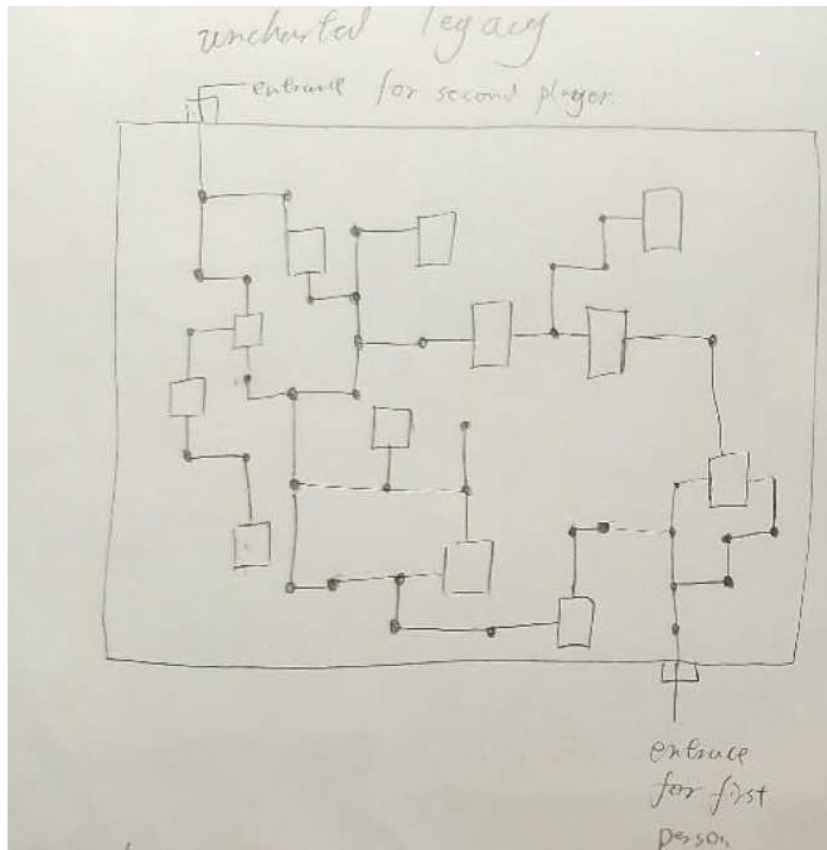 uncharted legacy
entrance for second player.
entrace
for first
person